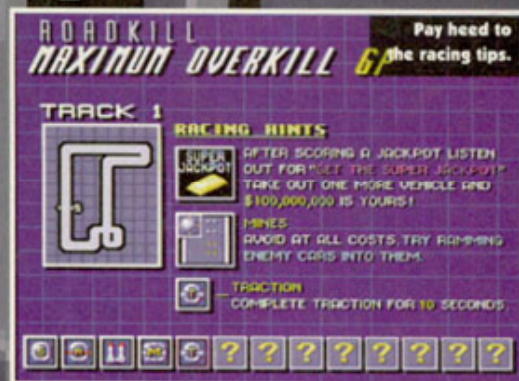 ROADKILL
MAXIMUM OVERKILL GP
Pay heed to
the racing tips.
TRACK 1
RACING HINTS
SUPER
JACKPOT
AFTER SCORING A JACKPOT LISTEN
OUT FOR "GET THE SUPER JACKPOT"
TAKE OUT ONE MORE VEHICLE AND
$100,000,000 IS YOURS!
MINES
AVOID AT ALL COSTS, TRY RAMMING
ENEMY CARS INTO THEM.
TRACTION
COMPLETE TRACTION FOR 10 SECONDS
? ? ? ? ? ? ? ?